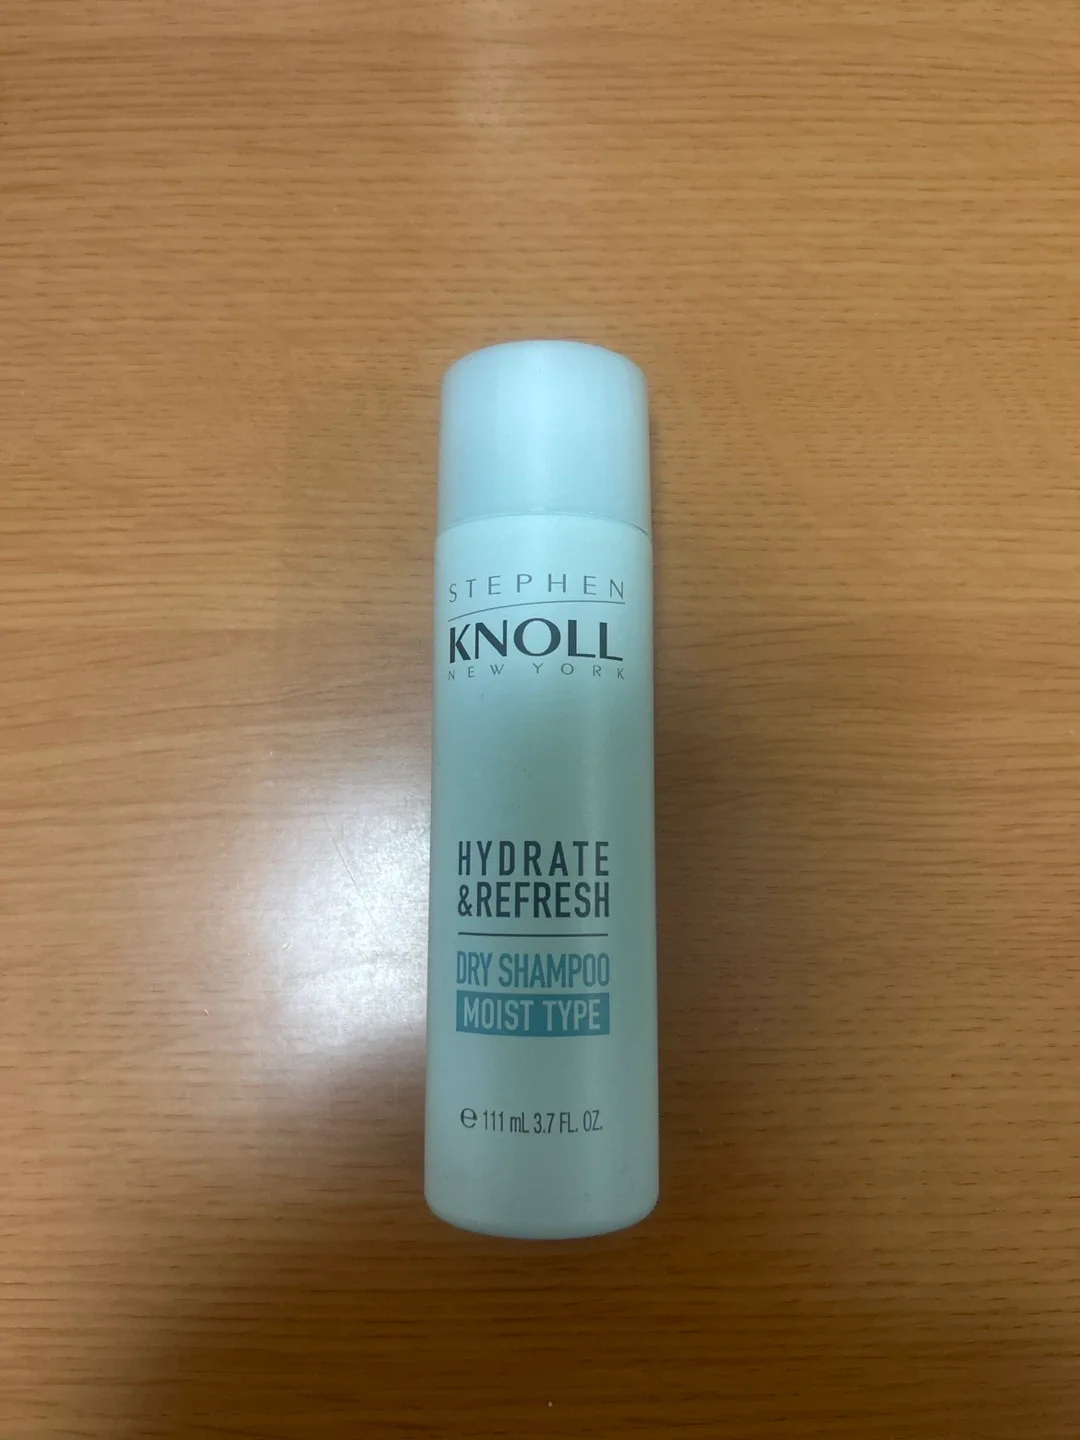 STEPHEN
KNOLL
NEW YORK
HYDRATE
&REFRESH
DRY SHAMPOO
MOIST TYPE
℮ 111 mL 3.7 FL. OZ.